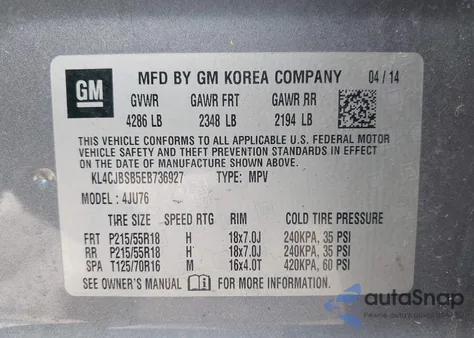 GM
MFD BY GM KOREA COMPANY 04/14
GVWR GAWR FRT GAWR RR
4286 LB 2348 LB 2194 LB
THIS VEHICLE CONFORMS TO ALL APPLICABLE U.S. FEDERAL MOTOR
VEHICLE SAFETY AND THEFT PREVENTION STANDARDS IN EFFECT ON
THE DATE OF MANUFACTURE SHOWN ABOVE.
KL4CJBSB5EB736927 TYPE: MPV
MODEL: 4JU76
TIRE SIZE SPEED RTG RIM COLD TIRE PRESSURE
FRT P215/55R18 H 18x7.0J 240KPA, 35 PSI
RR P215/55R18 H 18x7.0J 240KPA, 35 PSI
SPA T125/70R16 M 16x4.0T 420KPA, 60 PSI
SEE OWNER'S MANUAL FOR MORE INFORMATION.
autoSnap